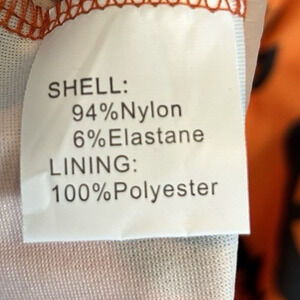 SHELL:
94%Nylon
6%Elastane
LINING:
100%Polyester